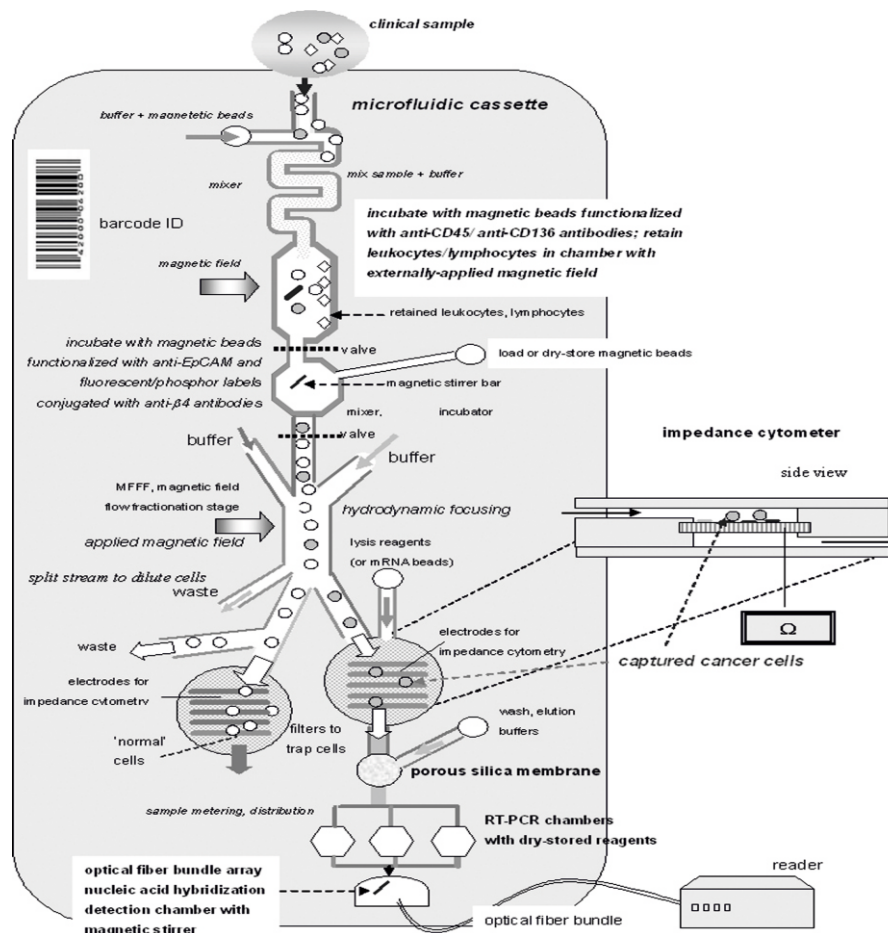 clinical sample
microfluidic cassette
buffer + magnetetic beads
mix sample + buffer
mixer
barcode ID
incubate with magnetic beads functionalized
with anti-CD45/ anti-CD136 antibodies; retain
leukocytes/lymphocytes in chamber with
externally-applied magnetic field
magnetic field
retained leukocytes, lymphocytes
incubate with magnetic beads
functionalized with anti-EpCAM and
fluorescent/phosphor labels
conjugated with anti-β4 antibodies
valve
load or dry-store magnetic beads
magnetic stirrer bar
mixer, incubator
valve
buffer
buffer
impedance cytometer
side view
MFFF, magnetic field
flow fractionation stage
hydrodynamic focusing
applied magnetic field
lysis reagents
(or mRNA beads)
split stream to dilute cells
waste
waste
electrodes for
impedance cytometry
Ω
captured cancer cells
electrodes for
impedance cytometry
'normal'
cells
filters to
trap cells
wash, elution
buffers
porous silica membrane
sample metering, distribution
RT-PCR chambers
with dry-stored reagents
optical fiber bundle array
nucleic acid hybridization
detection chamber with
magnetic stirrer
optical fiber bundle
reader